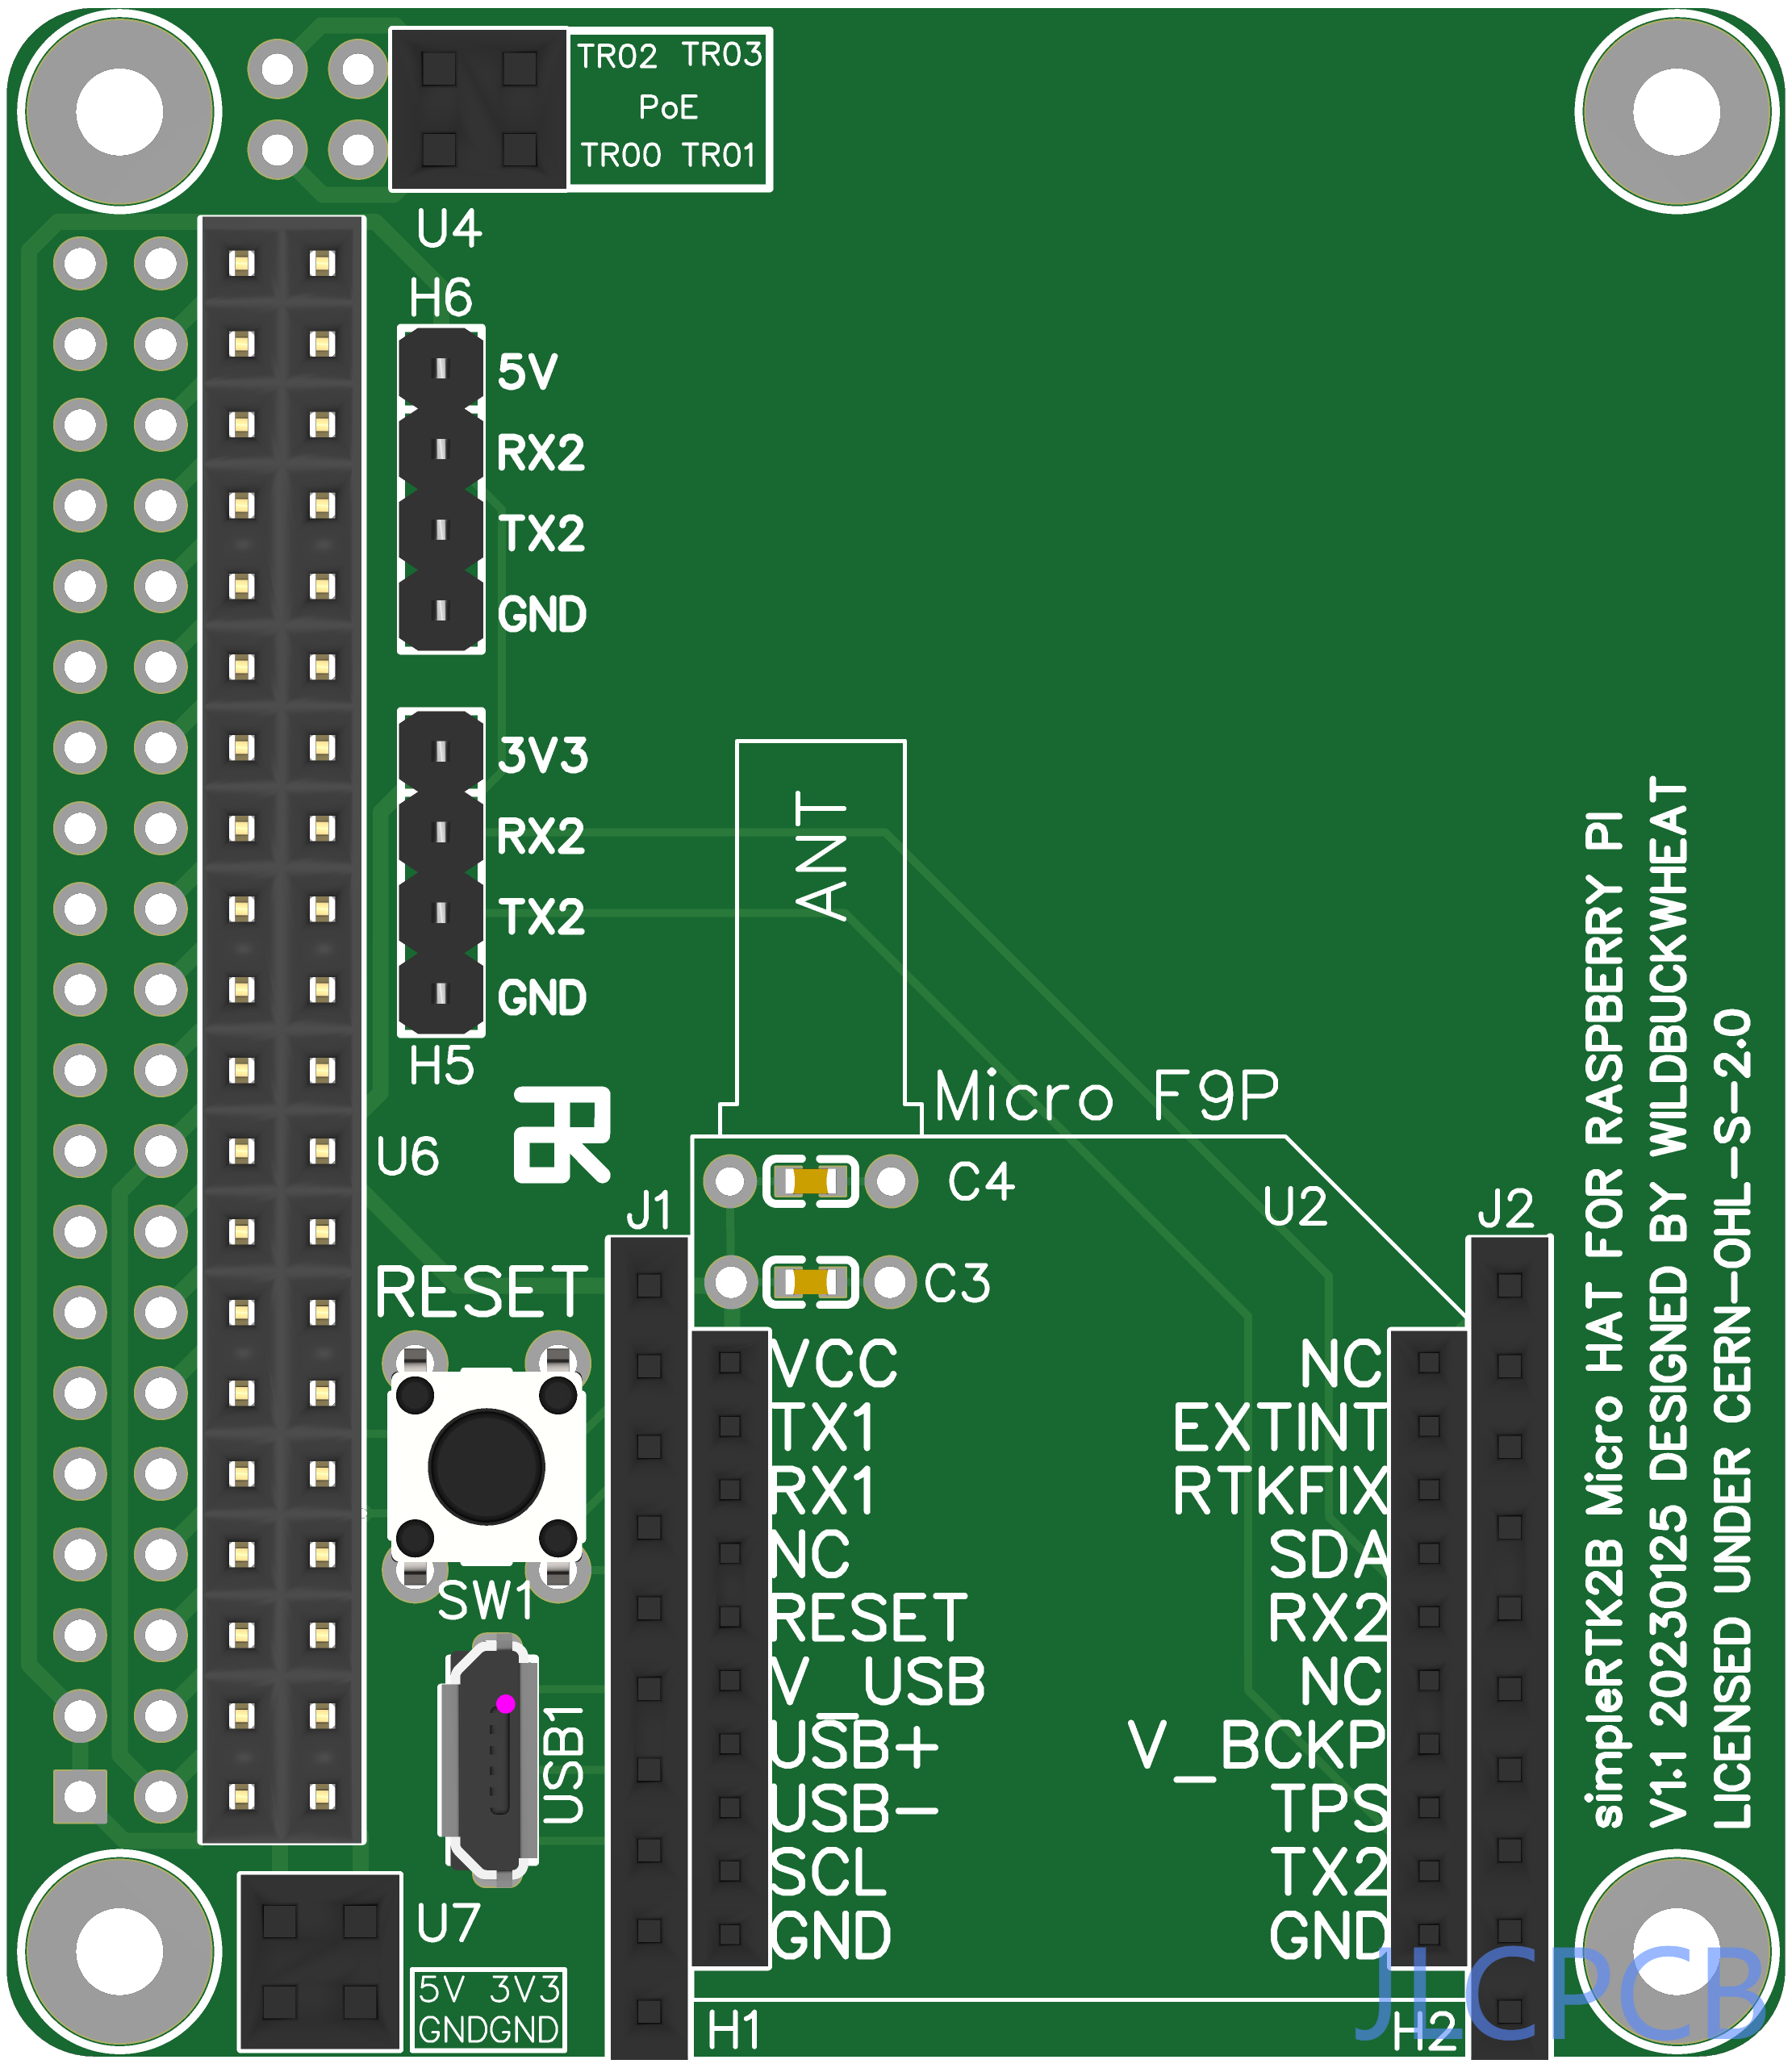 TR02 TR03
PoE
TR00 TR01
U4
H6
5V
RX2
TX2
GND
3V3
RX2
TX2
GND
H5
U6
ANT
Micro F9P
C4
C3
U2
J1
J2
RESET
SW1
USB1
VCC
TX1
RX1
NC
RESET
V_USB
USB+
USB-
SCL
GND
NC
EXTINT
RTKFIX
SDA
RX2
NC
V_BCKP
TPS
TX2
GND
U7
5V 3V3
GNDGND
H1
H2
simpleRTK2B Micro HAT FOR RASPBERRY PI
V1.1 20230125 DESIGNED BY WILDBUCKWHEAT
LICENSED UNDER CERN-OHL-S-2.0
JLCPCB